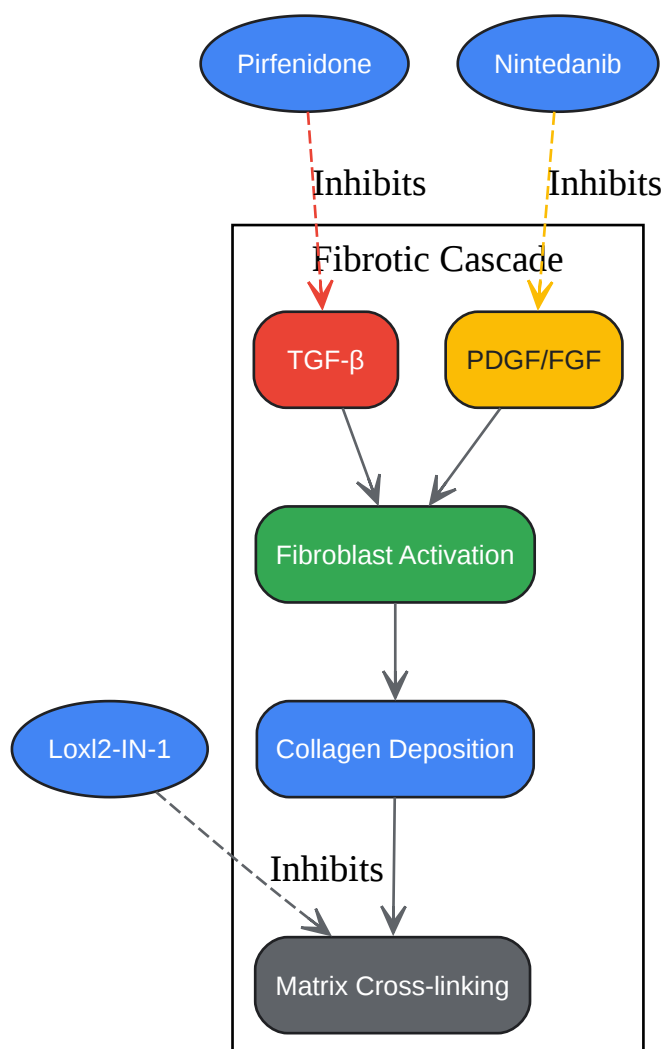 Pirfenidone
Nintedanib
Inhibits
Inhibits
Fibrotic Cascade
TGF-β
PDGF/FGF
Fibroblast Activation
Loxl2-IN-1
Collagen Deposition
Inhibits
Matrix Cross-linking